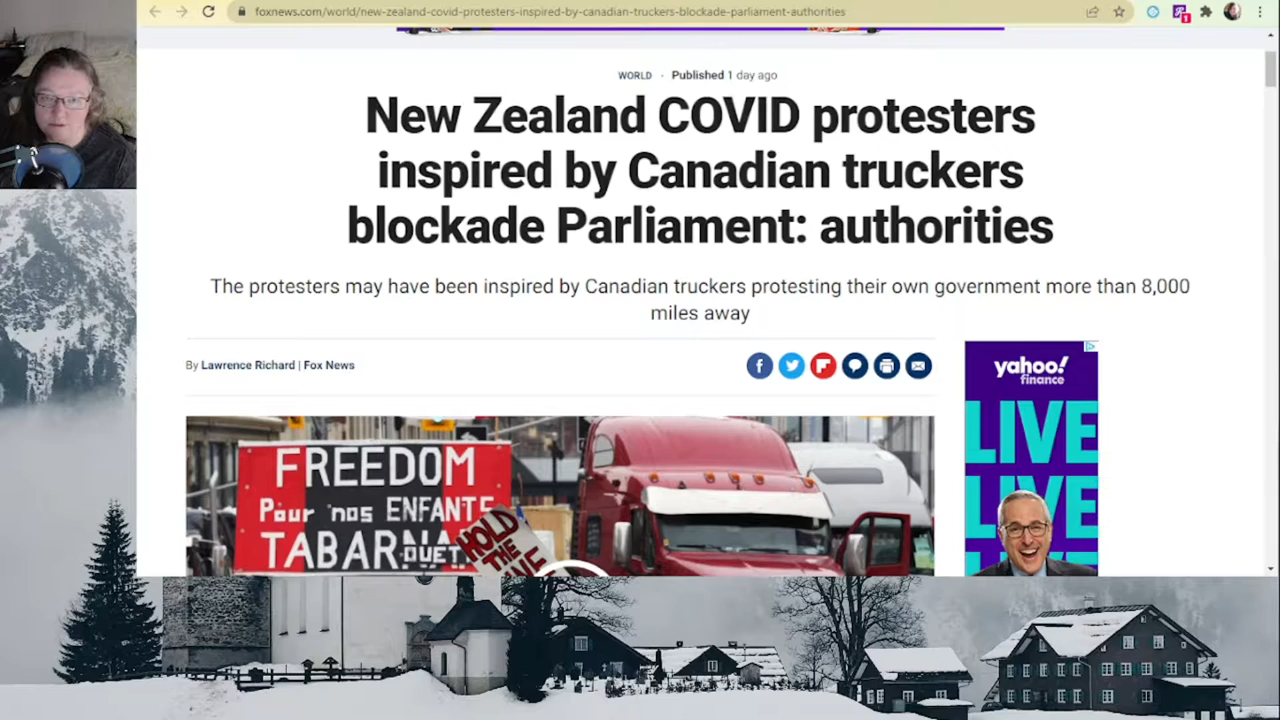 foxnews.com/world/new-zealand-covid-protesters-inspired-by-canadian-truckers-blockade-parliament-authorities
1
WORLD · Published 1 day ago
New Zealand COVID protesters
inspired by Canadian truckers
blockade Parliament: authorities
The protesters may have been inspired by Canadian truckers protesting their own government more than 8,000
miles away
By Lawrence Richard | Fox News
yahoo!
finance
LIVE
LIVE
FREEDOM
Pour nos ENFANTS
TABAR
OUET
HOLD
THE
LINE